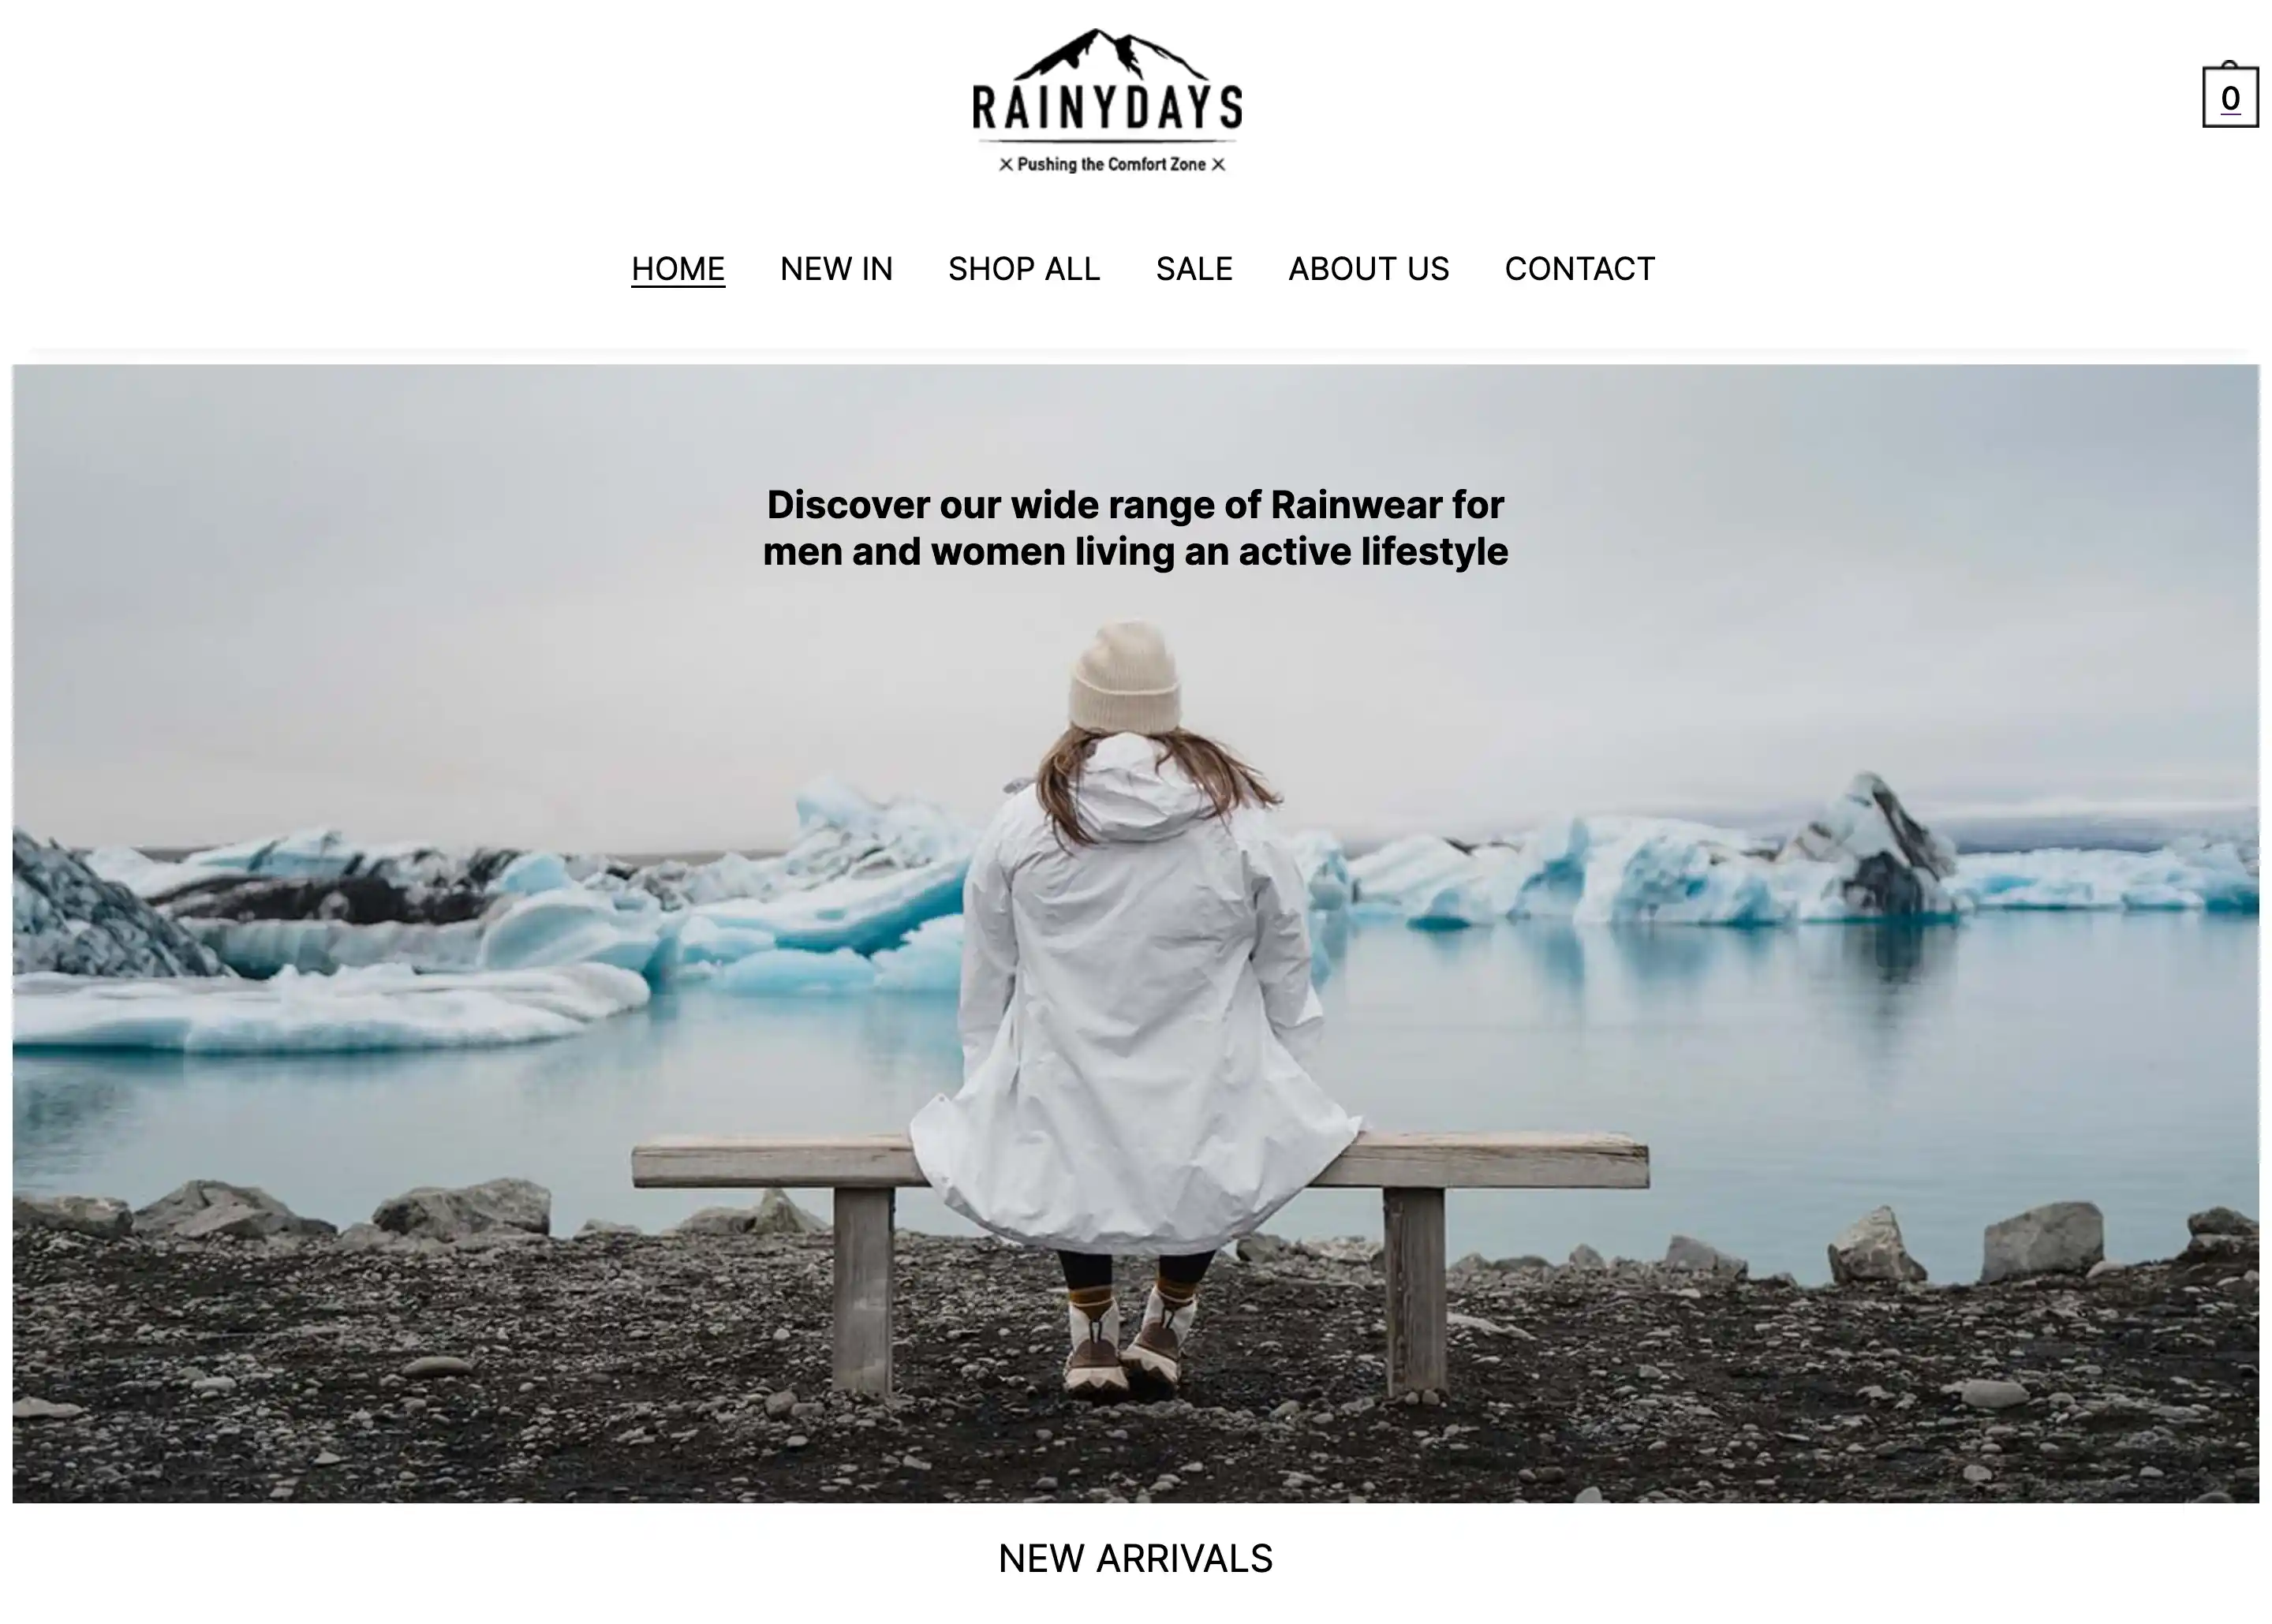 RAINYDAYS
× Pushing the Comfort Zone ×
0
HOME NEW IN SHOP ALL SALE ABOUT US CONTACT
Discover our wide range of Rainwear for
men and women living an active lifestyle
NEW ARRIVALS